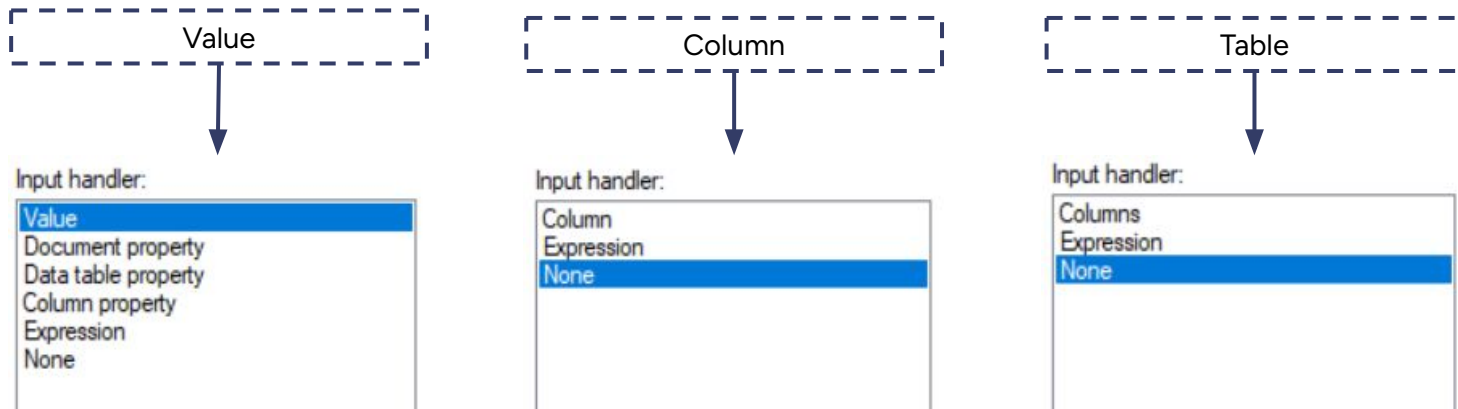 Value
Column
Table
Input handler:
Value
Document property
Data table property
Column property
Expression
None
Input handler:
Column
Expression
None
Input handler:
Columns
Expression
None